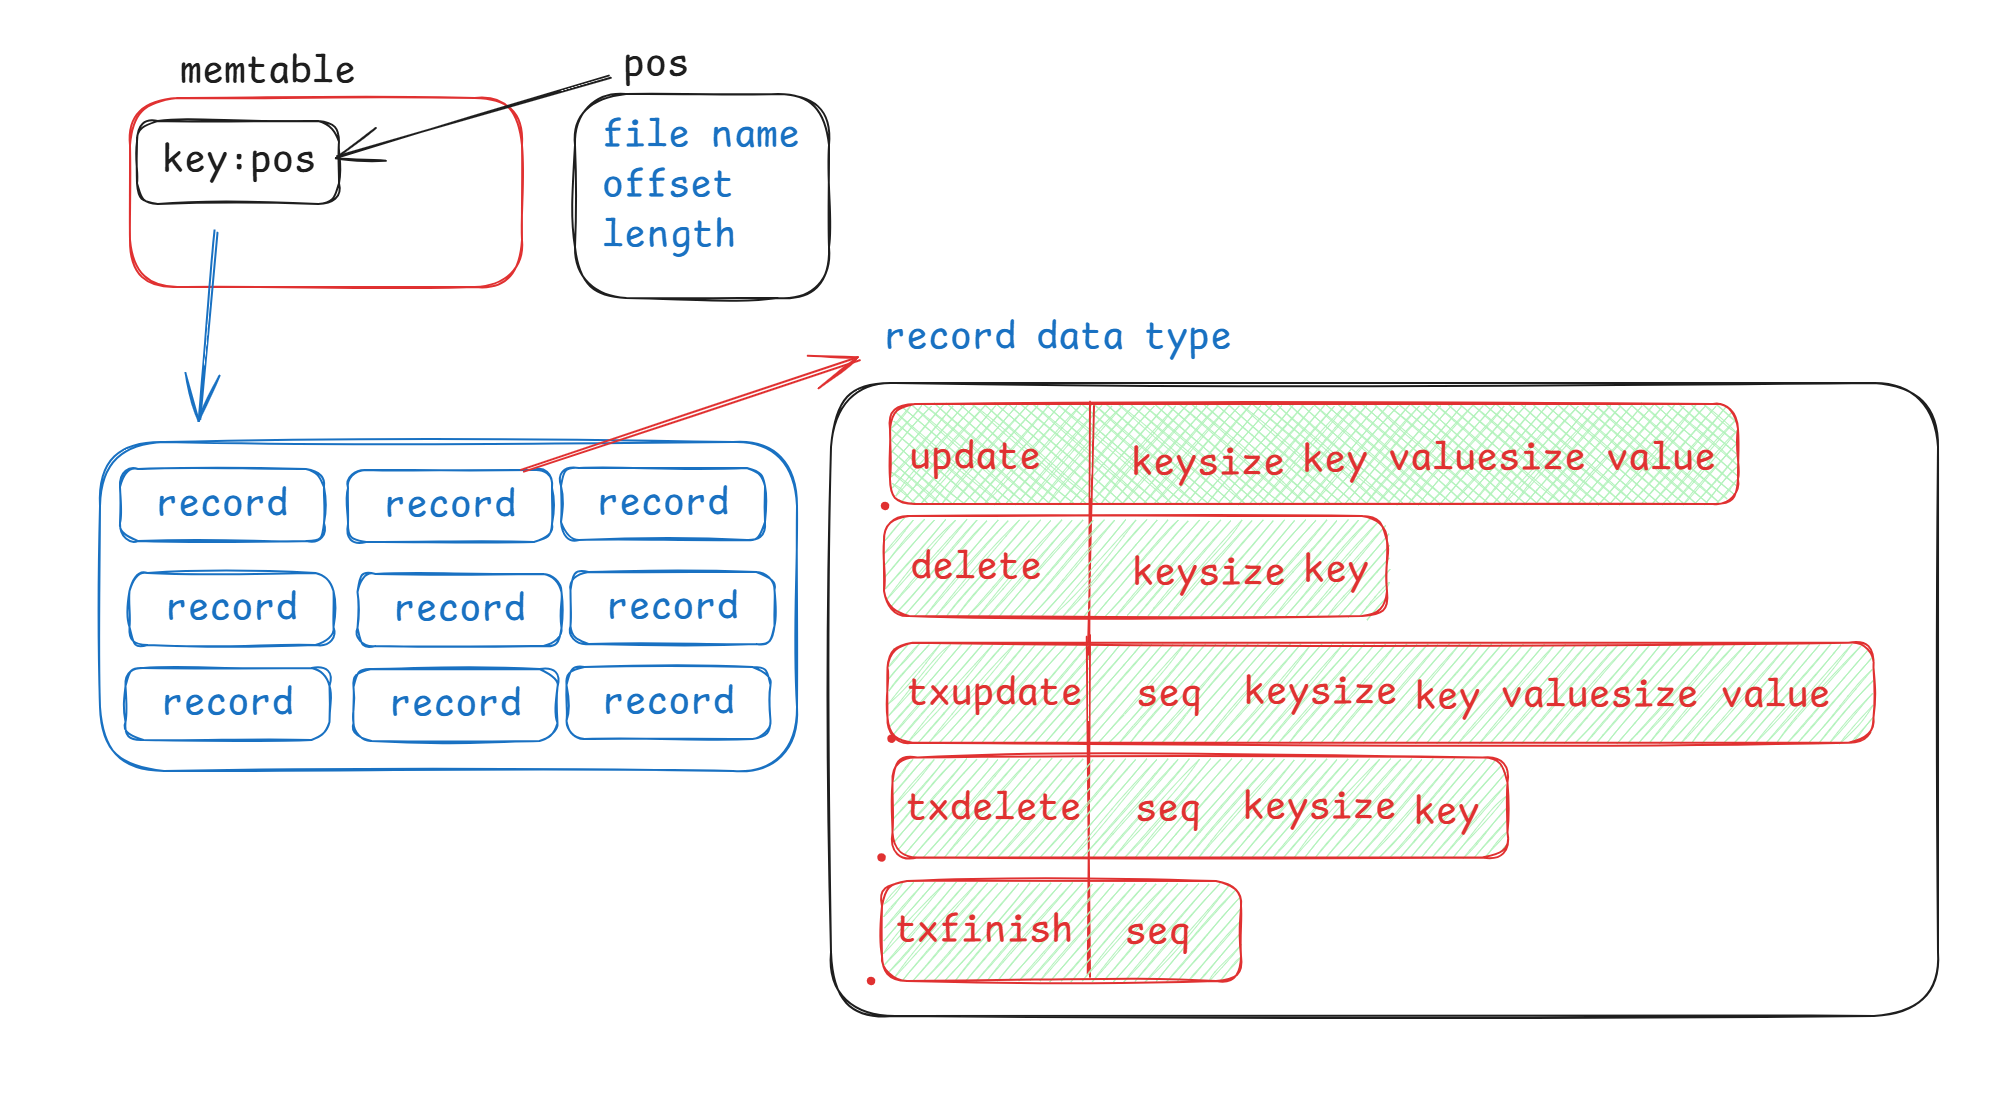 memtable
pos
key:pos
file name
offset
length
record data type
record record record
record record record
record record record
update keysize key valuesize value
delete keysize key
txupdate seq keysize key valuesize value
txdelete seq keysize key
txfinish seq